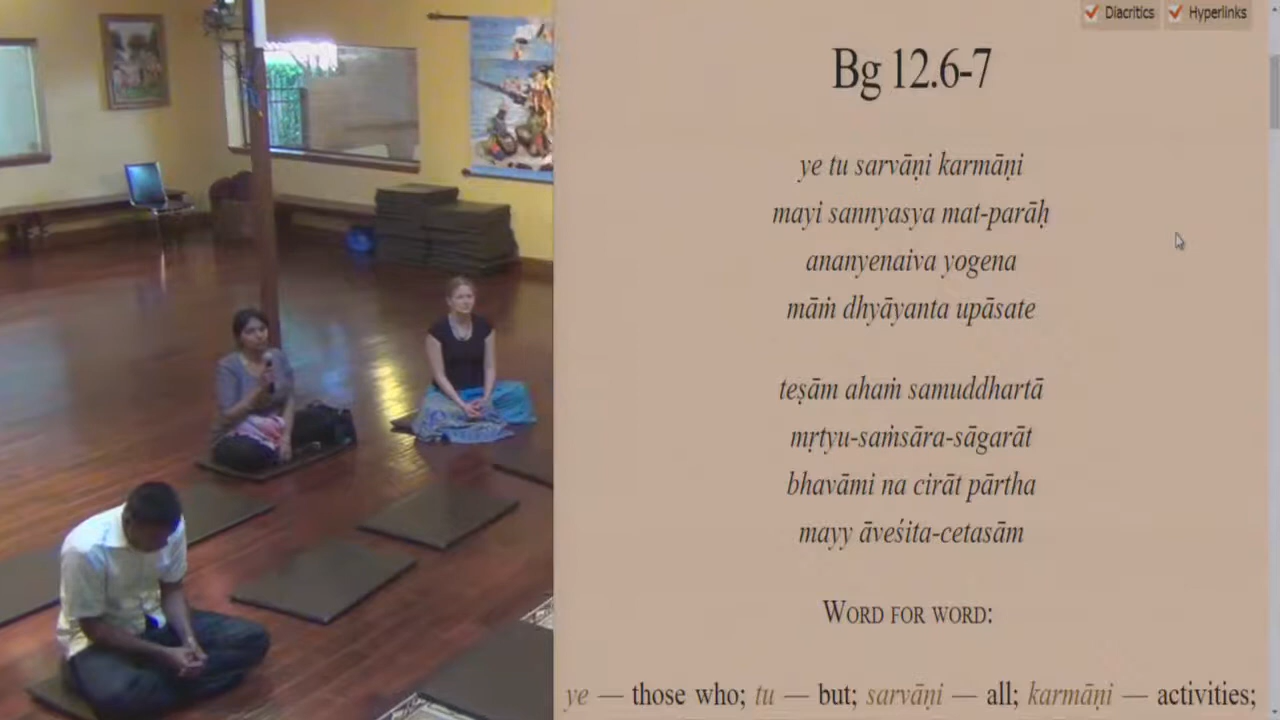 Diacritics Hyperlinks
Bg 12.6-7
ye tu sarvāṇi karmāṇi
mayi sannyasya mat-parāḥ
ananyenaiva yogena
māṁ dhyāyanta upāsate
teṣām ahaṁ samuddhartā
mṛtyu-saṁsāra-sāgarāt
bhavāmi na cirāt pārtha
mayy āveśita-cetasām
Word for word:
ye — those who; tu — but; sarvāṇi — all; karmāṇi — activities;